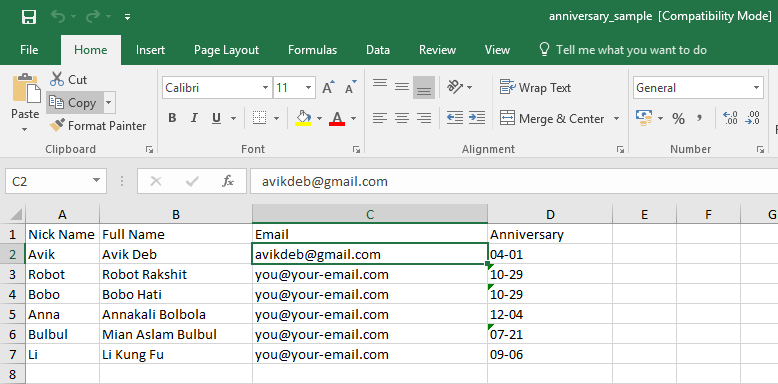 anniversary_sample [Compatibility Mode]
File Home Insert Page Layout Formulas Data Review View Tell me what you want to do
Cut
Copy
Format Painter
Paste
Clipboard
Calibri 11 A A
B I U A
Font
Wrap Text
Merge & Center
Alignment
General
% , .0 .00 .00 .0
Number
C2 fx avikdeb@gmail.com
A B C D E F G
1 Nick Name Full Name Email Anniversary
2 Avik Avik Deb avikdeb@gmail.com 04-01
3 Robot Robot Rakshit you@your-email.com 10-29
4 Bobo Bobo Hati you@your-email.com 10-29
5 Anna Annakali Bolbola you@your-email.com 12-04
6 Bulbul Mian Aslam Bulbul you@your-email.com 07-21
7 Li Li Kung Fu you@your-email.com 09-06
8